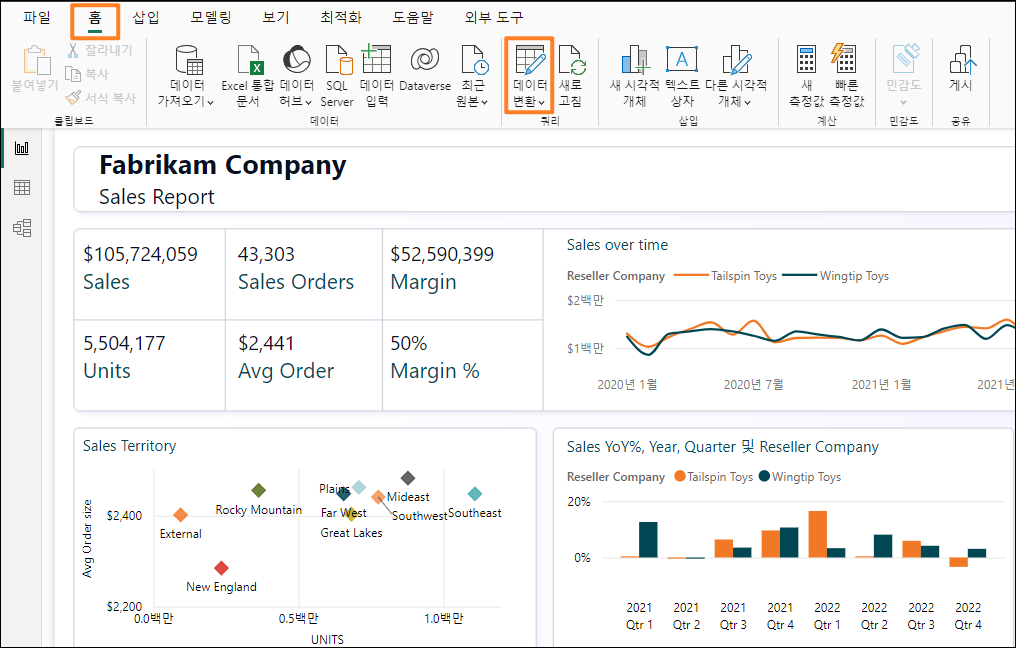 파일 홈 삽입 모델링 보기 최적화 도움말 외부 도구
붙여넣기
잘라내기
복사
서식 복사
클립보드
데이터
가져오기
Excel 통합
문서
데이터
허브
SQL
Server
데이터
입력
Dataverse
최근
원본
데이터
데이터
변환
새로
고침
쿼리
새 시각적
개체
텍스트
상자
다른 시각적
개체
삽입
새
측정값
빠른
측정값
계산
민감도
민감도
게시
공유
Fabrikam Company
Sales Report
$105,724,059
Sales
43,303
Sales Orders
$52,590,399
Margin
5,504,177
Units
$2,441
Avg Order
50%
Margin %
Sales over time
Reseller Company Tailspin Toys Wingtip Toys
$2백만
$1백만
2020년 1월 2020년 7월 2021년 1월 2021년
Sales Territory
Avg Order size
$2,400
$2,200
Plains
Mideast
Rocky Mountain
Far West
Southwest
Southeast
External
Great Lakes
New England
0.0백만 0.5백만 1.0백만
UNITS
Sales YoY%, Year, Quarter 및 Reseller Company
Reseller Company Tailspin Toys Wingtip Toys
20%
0%
2021 2021 2021 2021 2022 2022 2022 2022
Qtr 1 Qtr 2 Qtr 3 Qtr 4 Qtr 1 Qtr 2 Qtr 3 Qtr 4